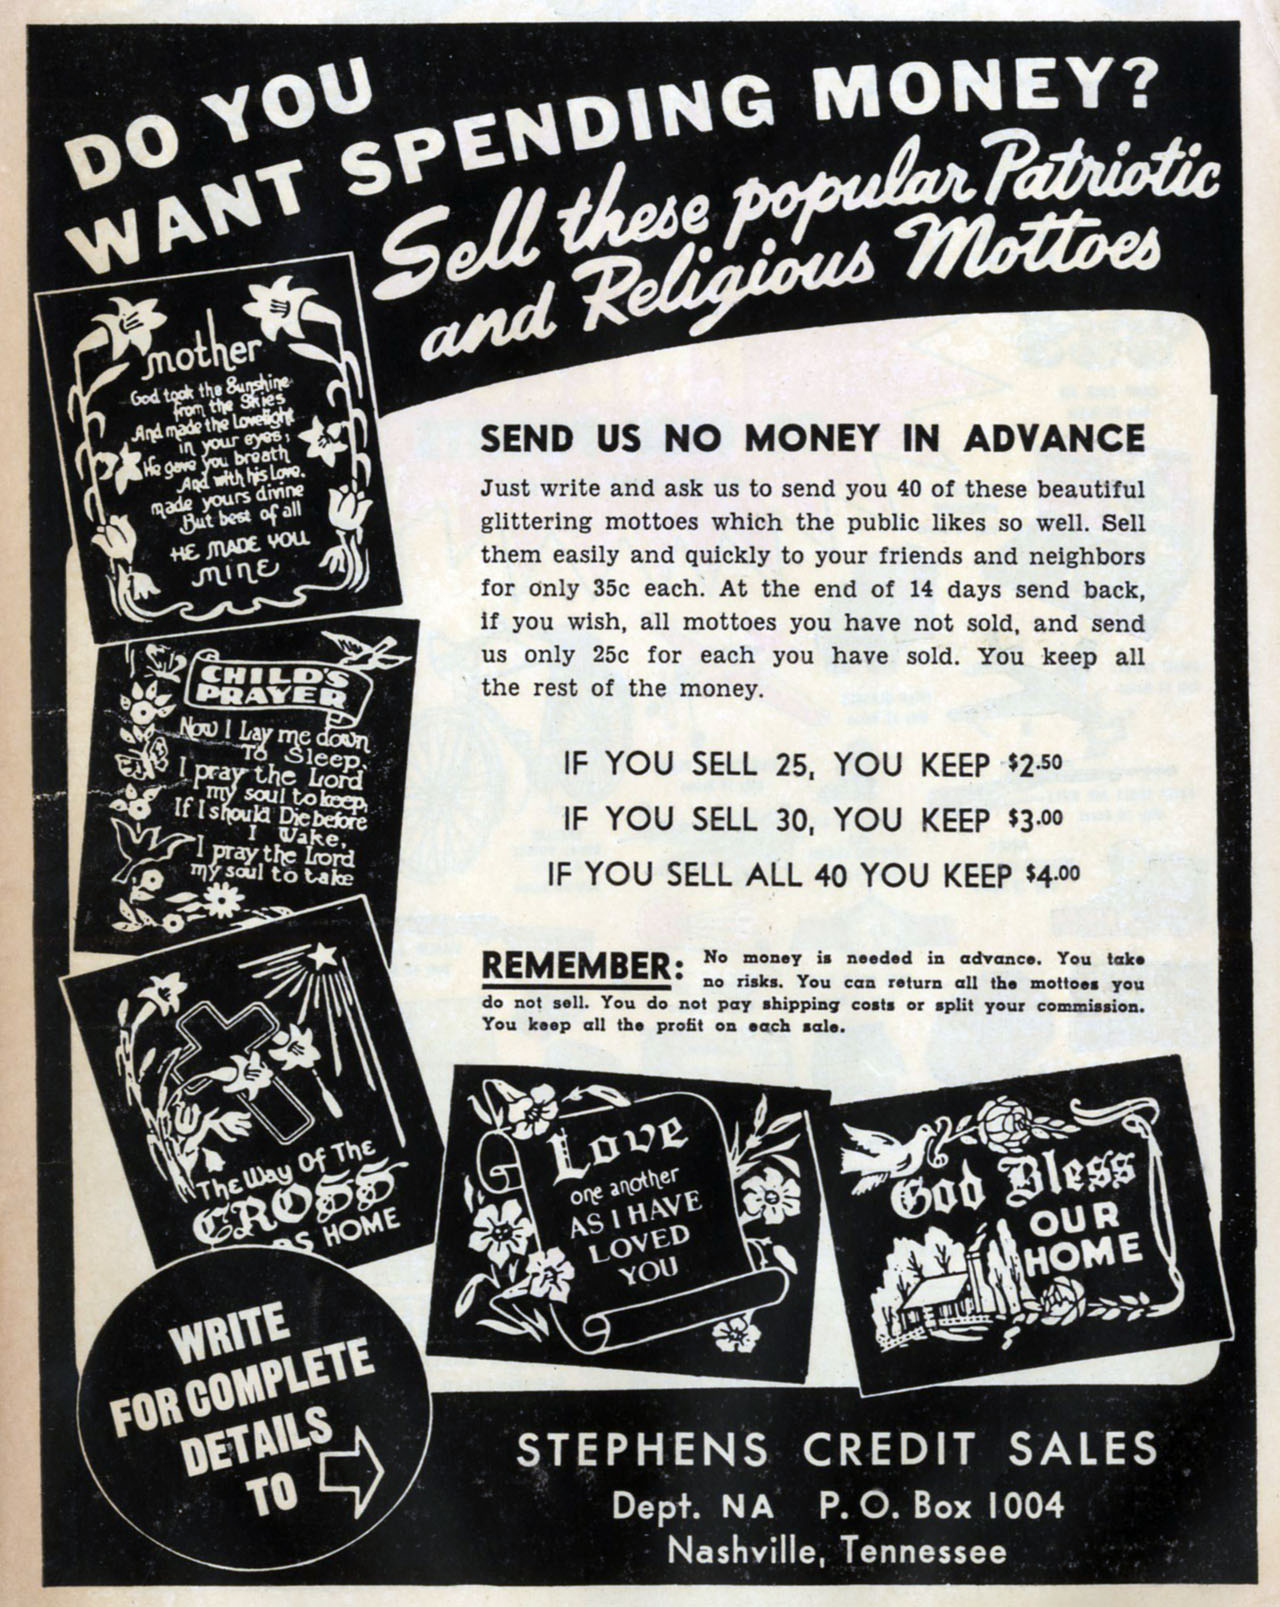 DO YOU
WANT SPENDING MONEY?
Sell these popular Patriotic
and Religious Mottoes
mother
God took the Sunshine
from the Skies
And made the Lovelight
in your eyes;
He gave you breath
And with his Love,
made yours divine
But best of all
HE MADE YOU
MINE
CHILD'S
PRAYER
Now I Lay me down
To Sleep,
I pray the Lord
my soul to keep,
If I should Die before
I Wake,
I pray the Lord
my soul to take
The Way Of The
CROSS
DS HOME
SEND US NO MONEY IN ADVANCE
Just write and ask us to send you 40 of these beautiful
glittering mottoes which the public likes so well. Sell
them easily and quickly to your friends and neighbors
for only 35c each. At the end of 14 days send back,
if you wish, all mottoes you have not sold, and send
us only 25c for each you have sold. You keep all
the rest of the money.
IF YOU SELL 25, YOU KEEP $2.50
IF YOU SELL 30, YOU KEEP $3.00
IF YOU SELL ALL 40 YOU KEEP $4.00
REMEMBER: No money is needed in advance. You take
no risks. You can return all the mottoes you
do not sell. You do not pay shipping costs or split your commission.
You keep all the profit on each sale.
Love
one another
AS I HAVE
LOVED
YOU
God Bless
OUR
HOME
WRITE
FOR COMPLETE
DETAILS
TO
STEPHENS CREDIT SALES
Dept. NA P. O. Box 1004
Nashville, Tennessee